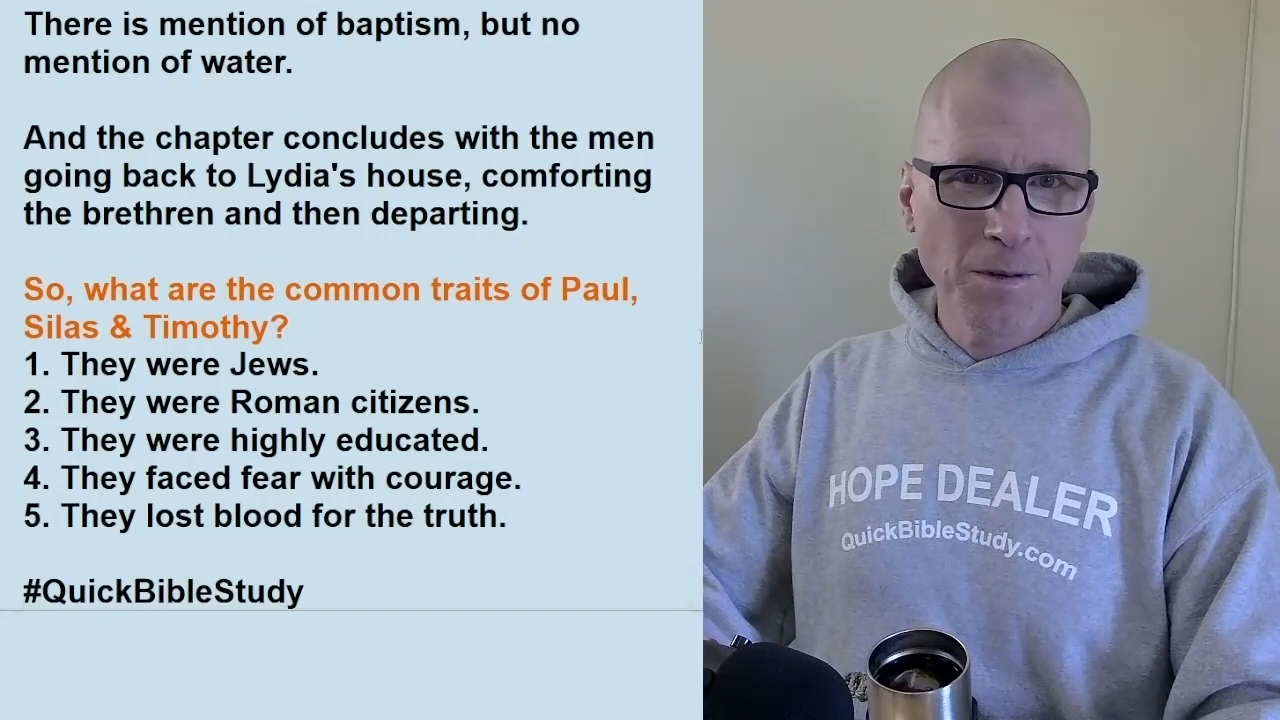 There is mention of baptism, but no
mention of water.
And the chapter concludes with the men
going back to Lydia's house, comforting
the brethren and then departing.
So, what are the common traits of Paul,
Silas & Timothy?
1. They were Jews.
2. They were Roman citizens.
3. They were highly educated.
4. They faced fear with courage.
5. They lost blood for the truth.
#QuickBibleStudy
HOPE DEALER
QuickBibleStudy.com